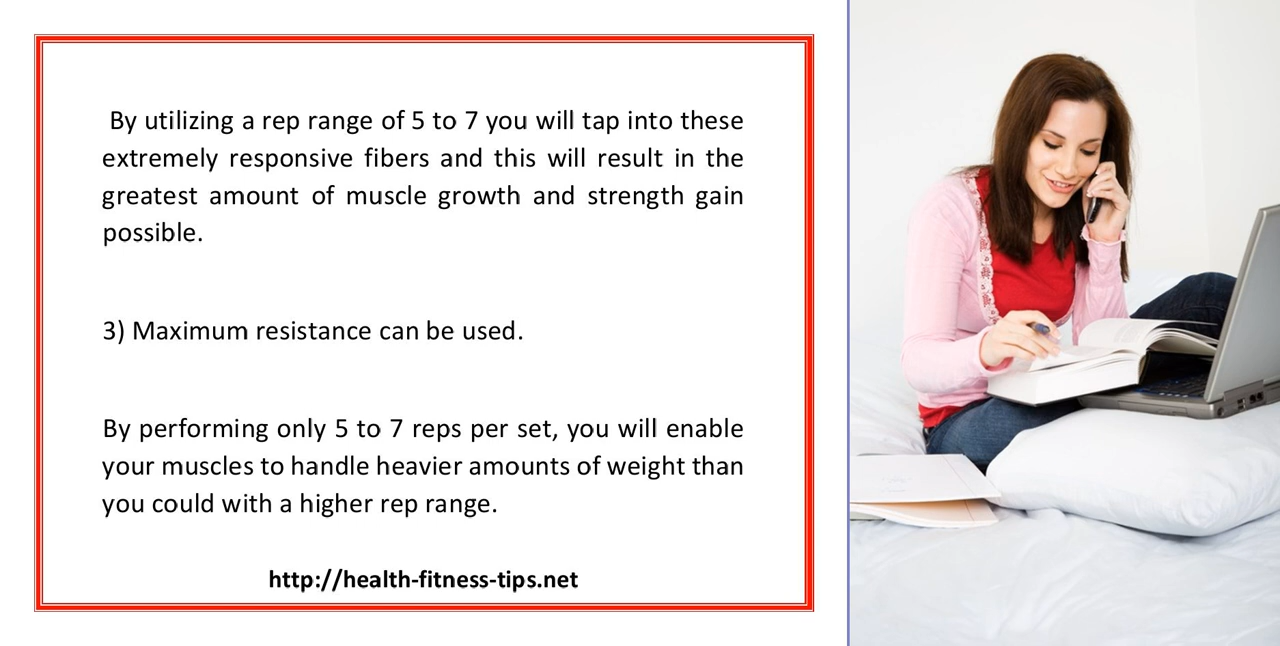 By utilizing a rep range of 5 to 7 you will tap into these
extremely responsive fibers and this will result in the
greatest amount of muscle growth and strength gain
possible.
3) Maximum resistance can be used.
By performing only 5 to 7 reps per set, you will enable
your muscles to handle heavier amounts of weight than
you could with a higher rep range.
http://health-fitness-tips.net